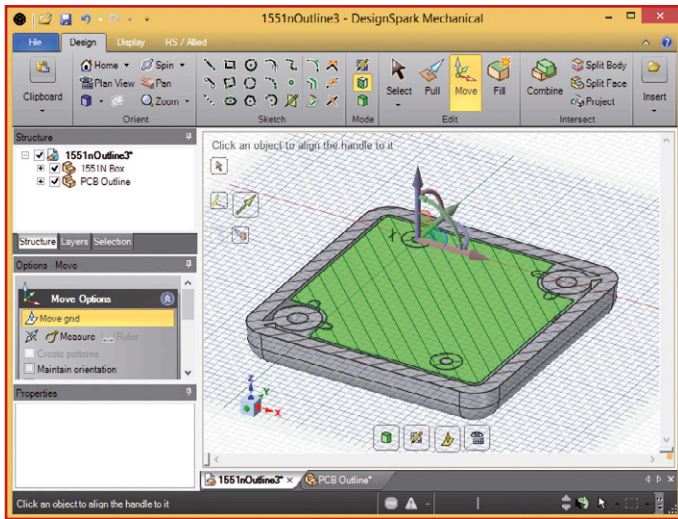 1551nOutline3 - DesignSpark Mechanical
File Design Display RS / Allied
Clipboard
Home Spin
Plan View Pan
Zoom
Orient
Sketch
Mode
Select Pull Move Fill
Edit
Combine
Split Body
Split Face
Project
Intersect
Insert
Structure
1551nOutline3*
1551N Box
PCB Outline
Structure Layers Selection
Options - Move
Move Options
Move grid
Measure Ruler
Create patterns
Maintain orientation
Properties
Click an object to align the handle to it
Z
Y
X
1551nOutline3* PCB Outline*
Click an object to align the handle to it